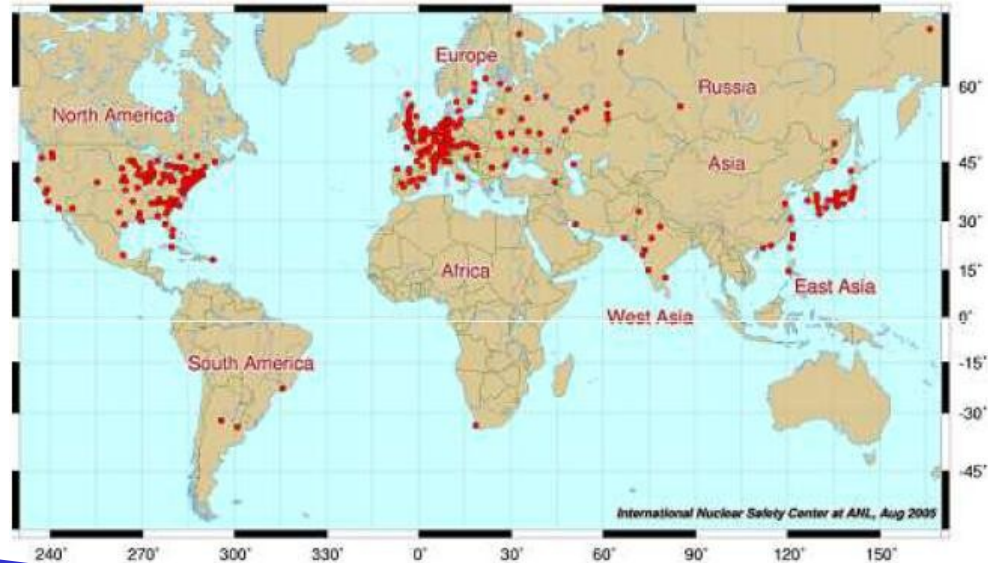 Europe
North America
Russia
Asia
Africa
East Asia
West Asia
South America
60°
45°
30°
15°
0°
-15°
-30°
-45°
International Nuclear Safety Center at ANL, Aug 2005
240° 270° 300° 330° 0° 30° 60° 90° 120° 150°